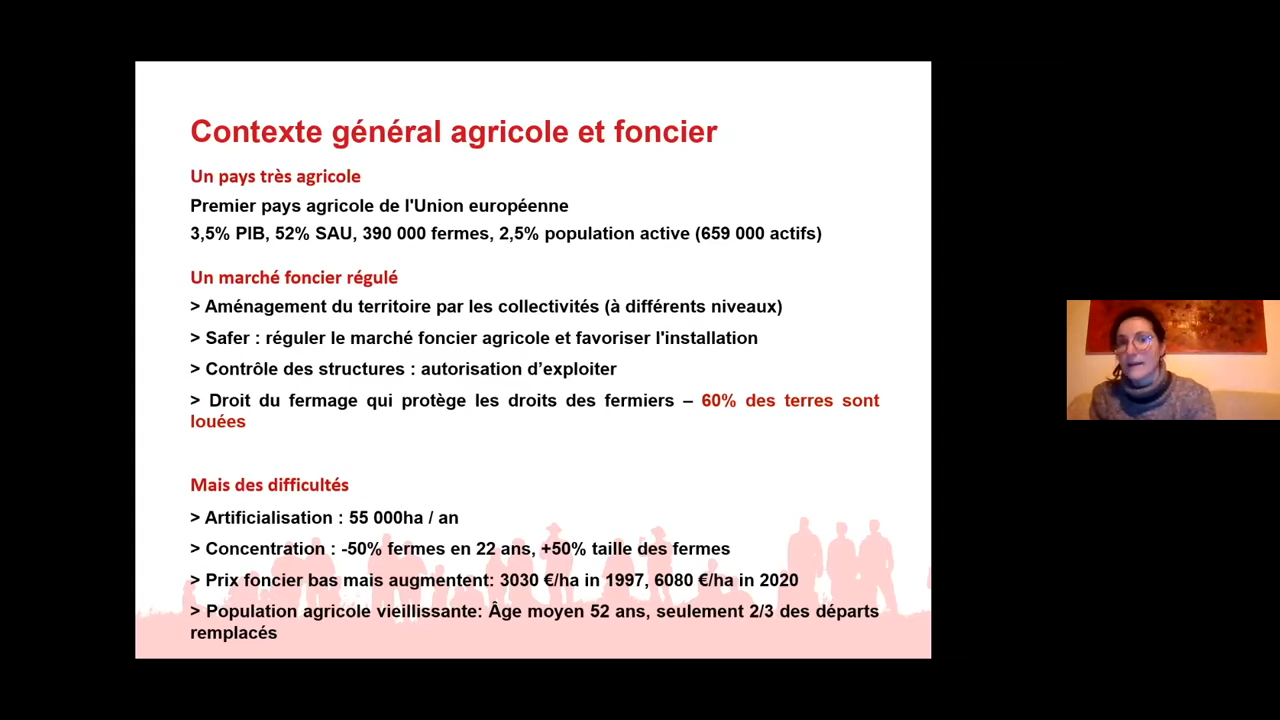 Contexte général agricole et foncier
Un pays très agricole
Premier pays agricole de l'Union européenne
3,5% PIB, 52% SAU, 390 000 fermes, 2,5% population active (659 000 actifs)
Un marché foncier régulé
> Aménagement du territoire par les collectivités (à différents niveaux)
> Safer : réguler le marché foncier agricole et favoriser l'installation
> Contrôle des structures : autorisation d’exploiter
> Droit du fermage qui protège les droits des fermiers – 60% des terres sont
louées
Mais des difficultés
> Artificialisation : 55 000ha / an
> Concentration : -50% fermes en 22 ans, +50% taille des fermes
> Prix foncier bas mais augmentent: 3030 €/ha in 1997, 6080 €/ha in 2020
> Population agricole vieillissante: Âge moyen 52 ans, seulement 2/3 des départs
remplacés